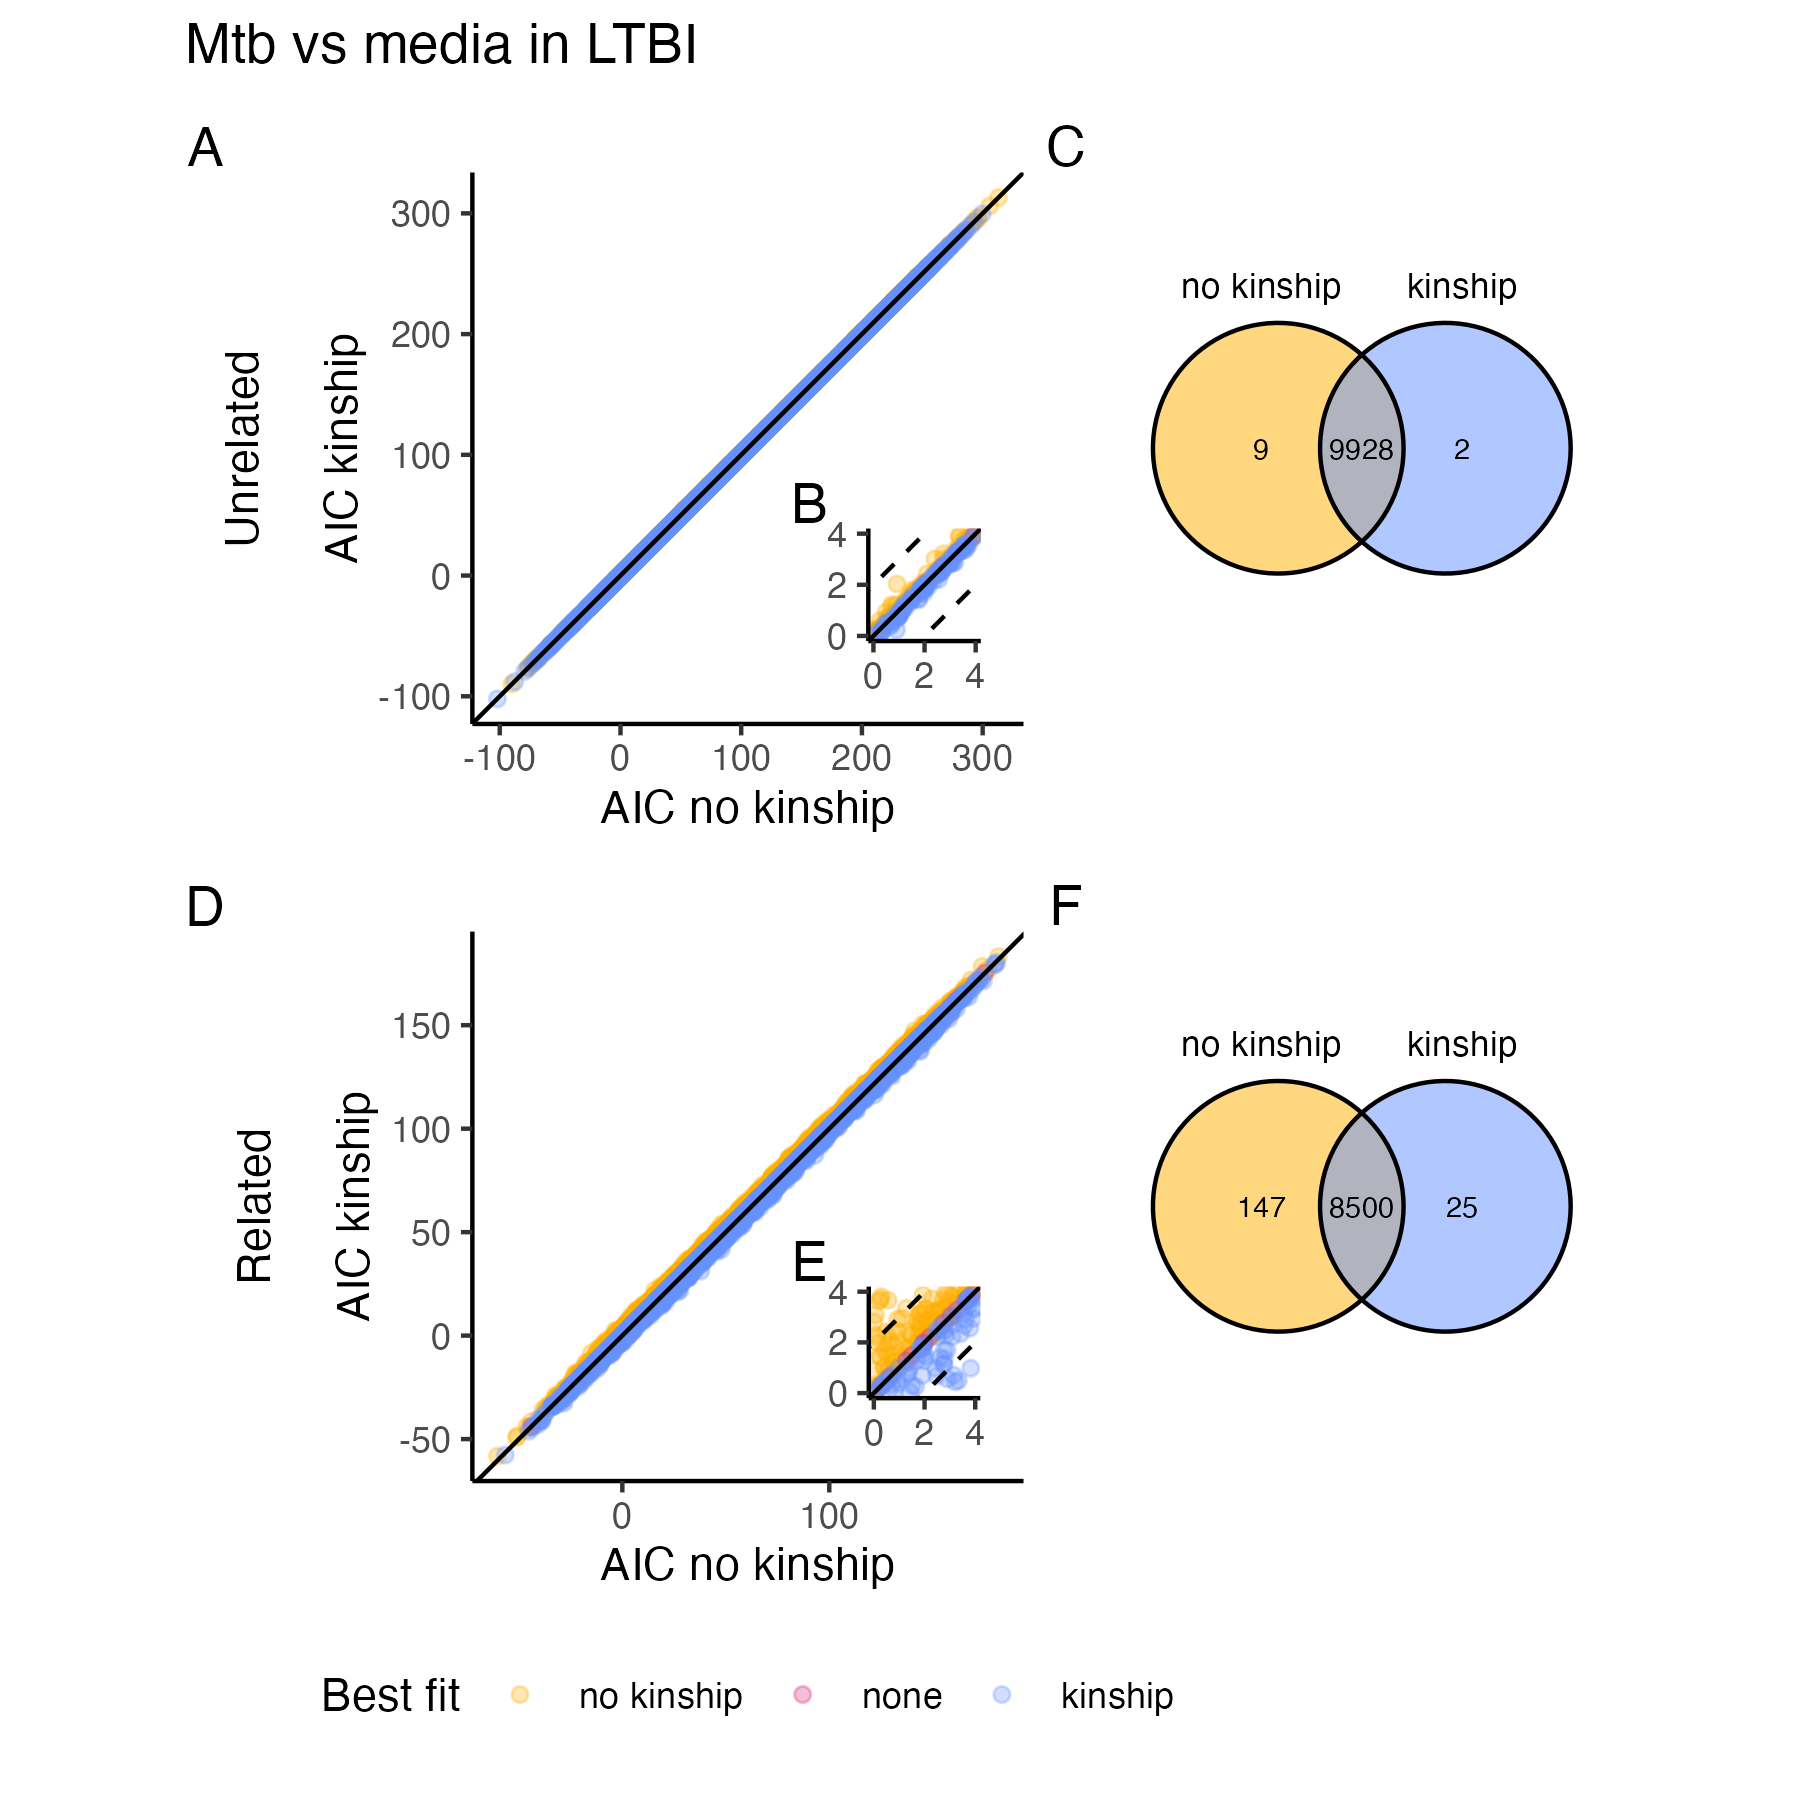 Mtb vs media in LTBI
A
Unrelated
AIC kinship
300
200
100
0
-100
-100 0 100 200 300
AIC no kinship
B
4
2
0
0 2 4
C
no kinship kinship
9 9928 2
D
Related
AIC kinship
150
100
50
0
-50
0 100
AIC no kinship
E
4
2
0
0 2 4
F
no kinship kinship
147 8500 25
Best fit no kinship none kinship